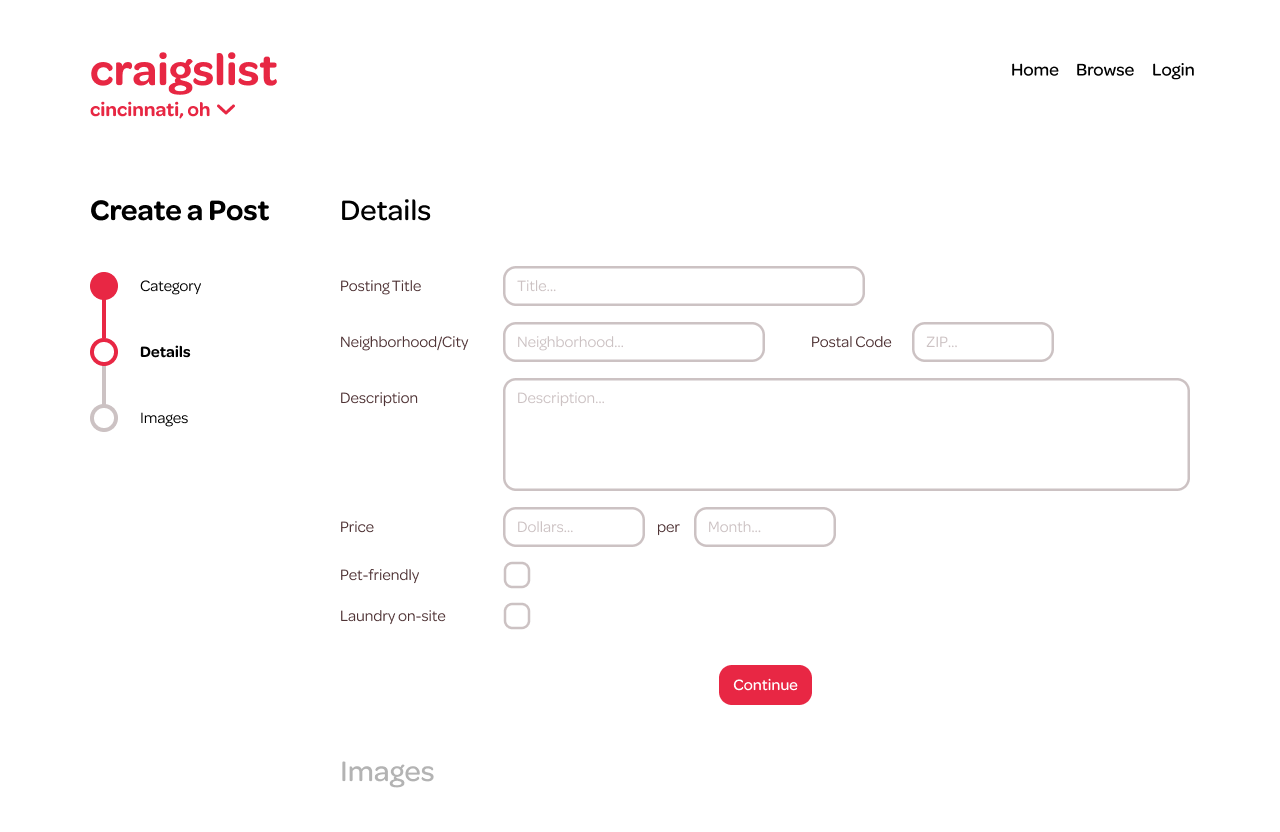 craigslist
cincinnati, oh
Home Browse Login
Create a Post
Category
Details
Images
Details
Posting Title Title...
Neighborhood/City Neighborhood... Postal Code ZIP...
Description Description...
Price Dollars... per Month...
Pet-friendly
Laundry on-site
Continue
Images